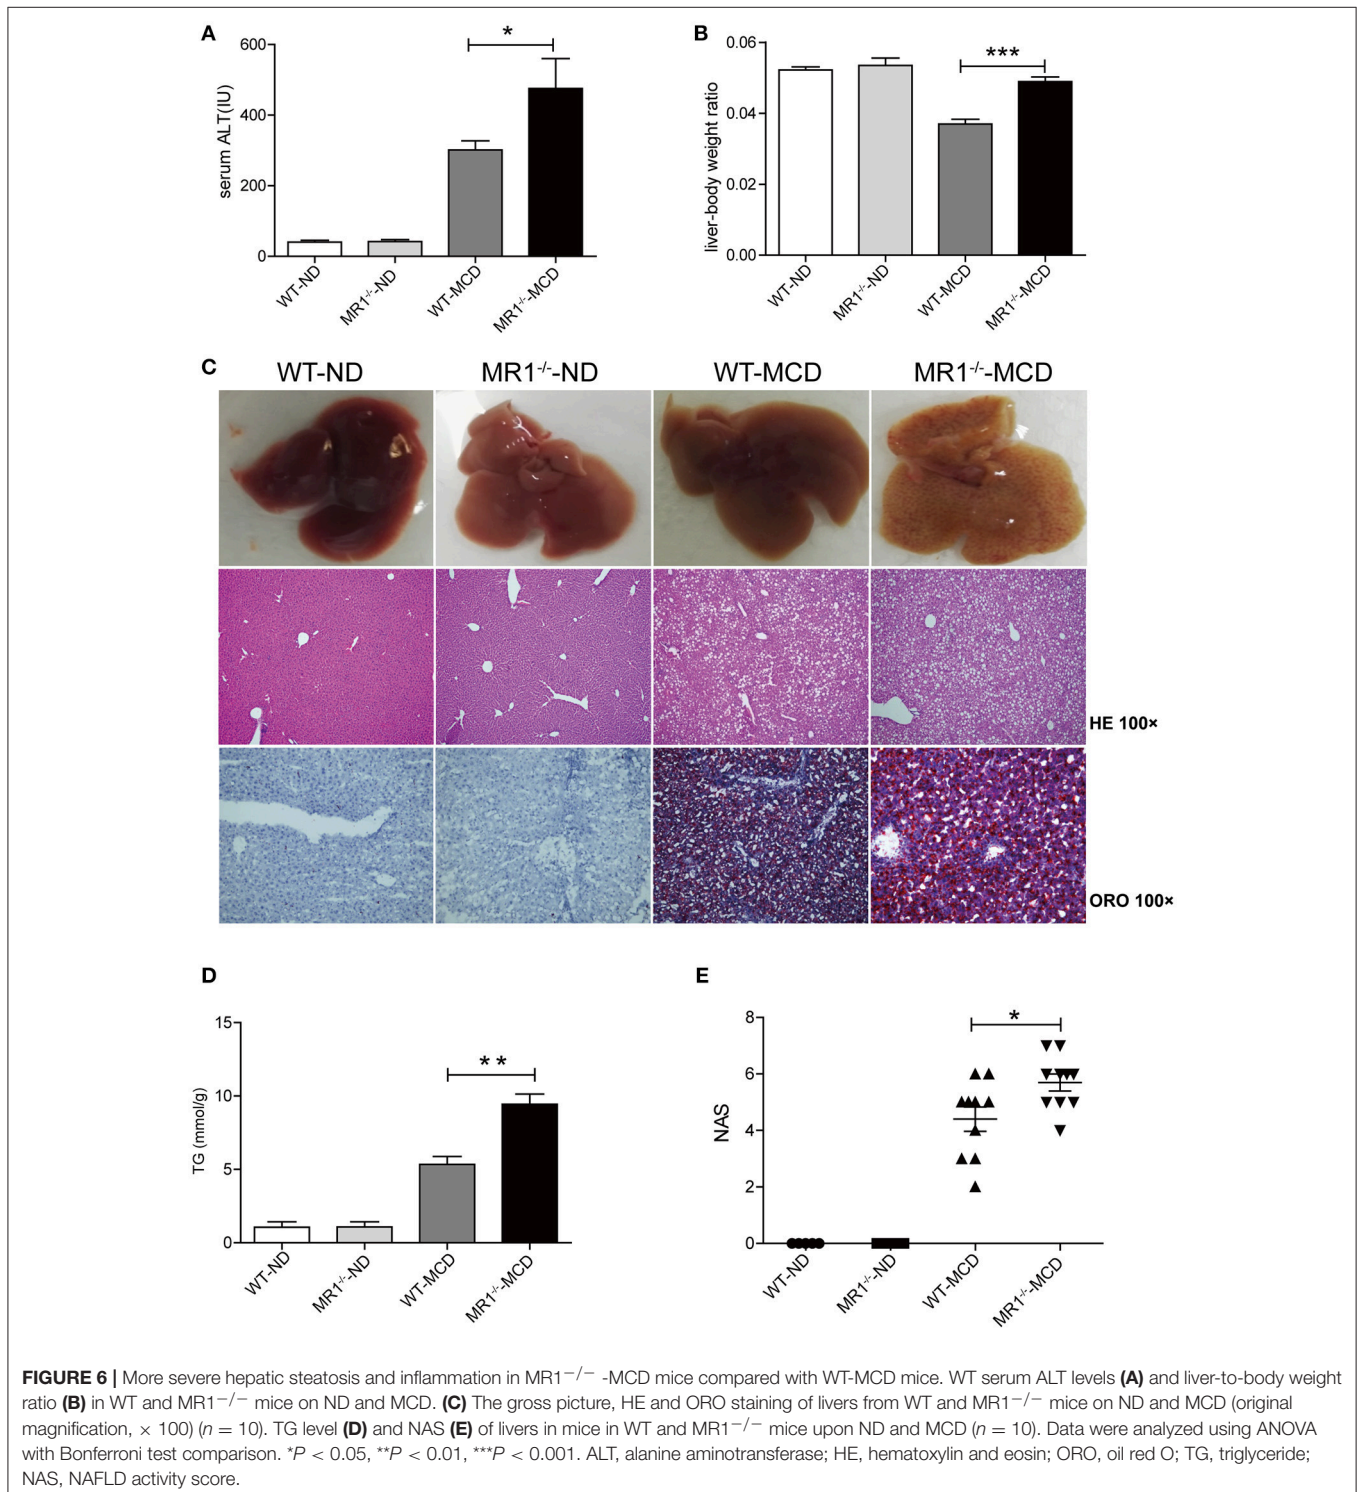 A
serum ALT(IU)
600
400
200
0
*
WT-ND
MR1-/--ND
WT-MCD
MR1-/--MCD
B
liver-body weight ratio
0.06
0.04
0.02
0.00
***
WT-ND
MR1-/--ND
WT-MCD
MR1-/--MCD
C
WT-ND
MR1-/--ND
WT-MCD
MR1-/--MCD
HE 100×
ORO 100×
D
TG (mmol/g)
15
10
5
0
**
WT-ND
MR1-/--ND
WT-MCD
MR1-/--MCD
E
NAS
8
6
4
2
0
*
WT-ND
MR1-/--ND
WT-MCD
MR1-/--MCD
FIGURE 6 | More severe hepatic steatosis and inflammation in MR1−/− -MCD mice compared with WT-MCD mice. WT serum ALT levels (A) and liver-to-body weight
ratio (B) in WT and MR1−/− mice on ND and MCD. (C) The gross picture, HE and ORO staining of livers from WT and MR1−/− mice on ND and MCD (original
magnification, × 100) (n = 10). TG level (D) and NAS (E) of livers in mice in WT and MR1−/− mice upon ND and MCD (n = 10). Data were analyzed using ANOVA
with Bonferroni test comparison. *P < 0.05, **P < 0.01, ***P < 0.001. ALT, alanine aminotransferase; HE, hematoxylin and eosin; ORO, oil red O; TG, triglyceride;
NAS, NAFLD activity score.